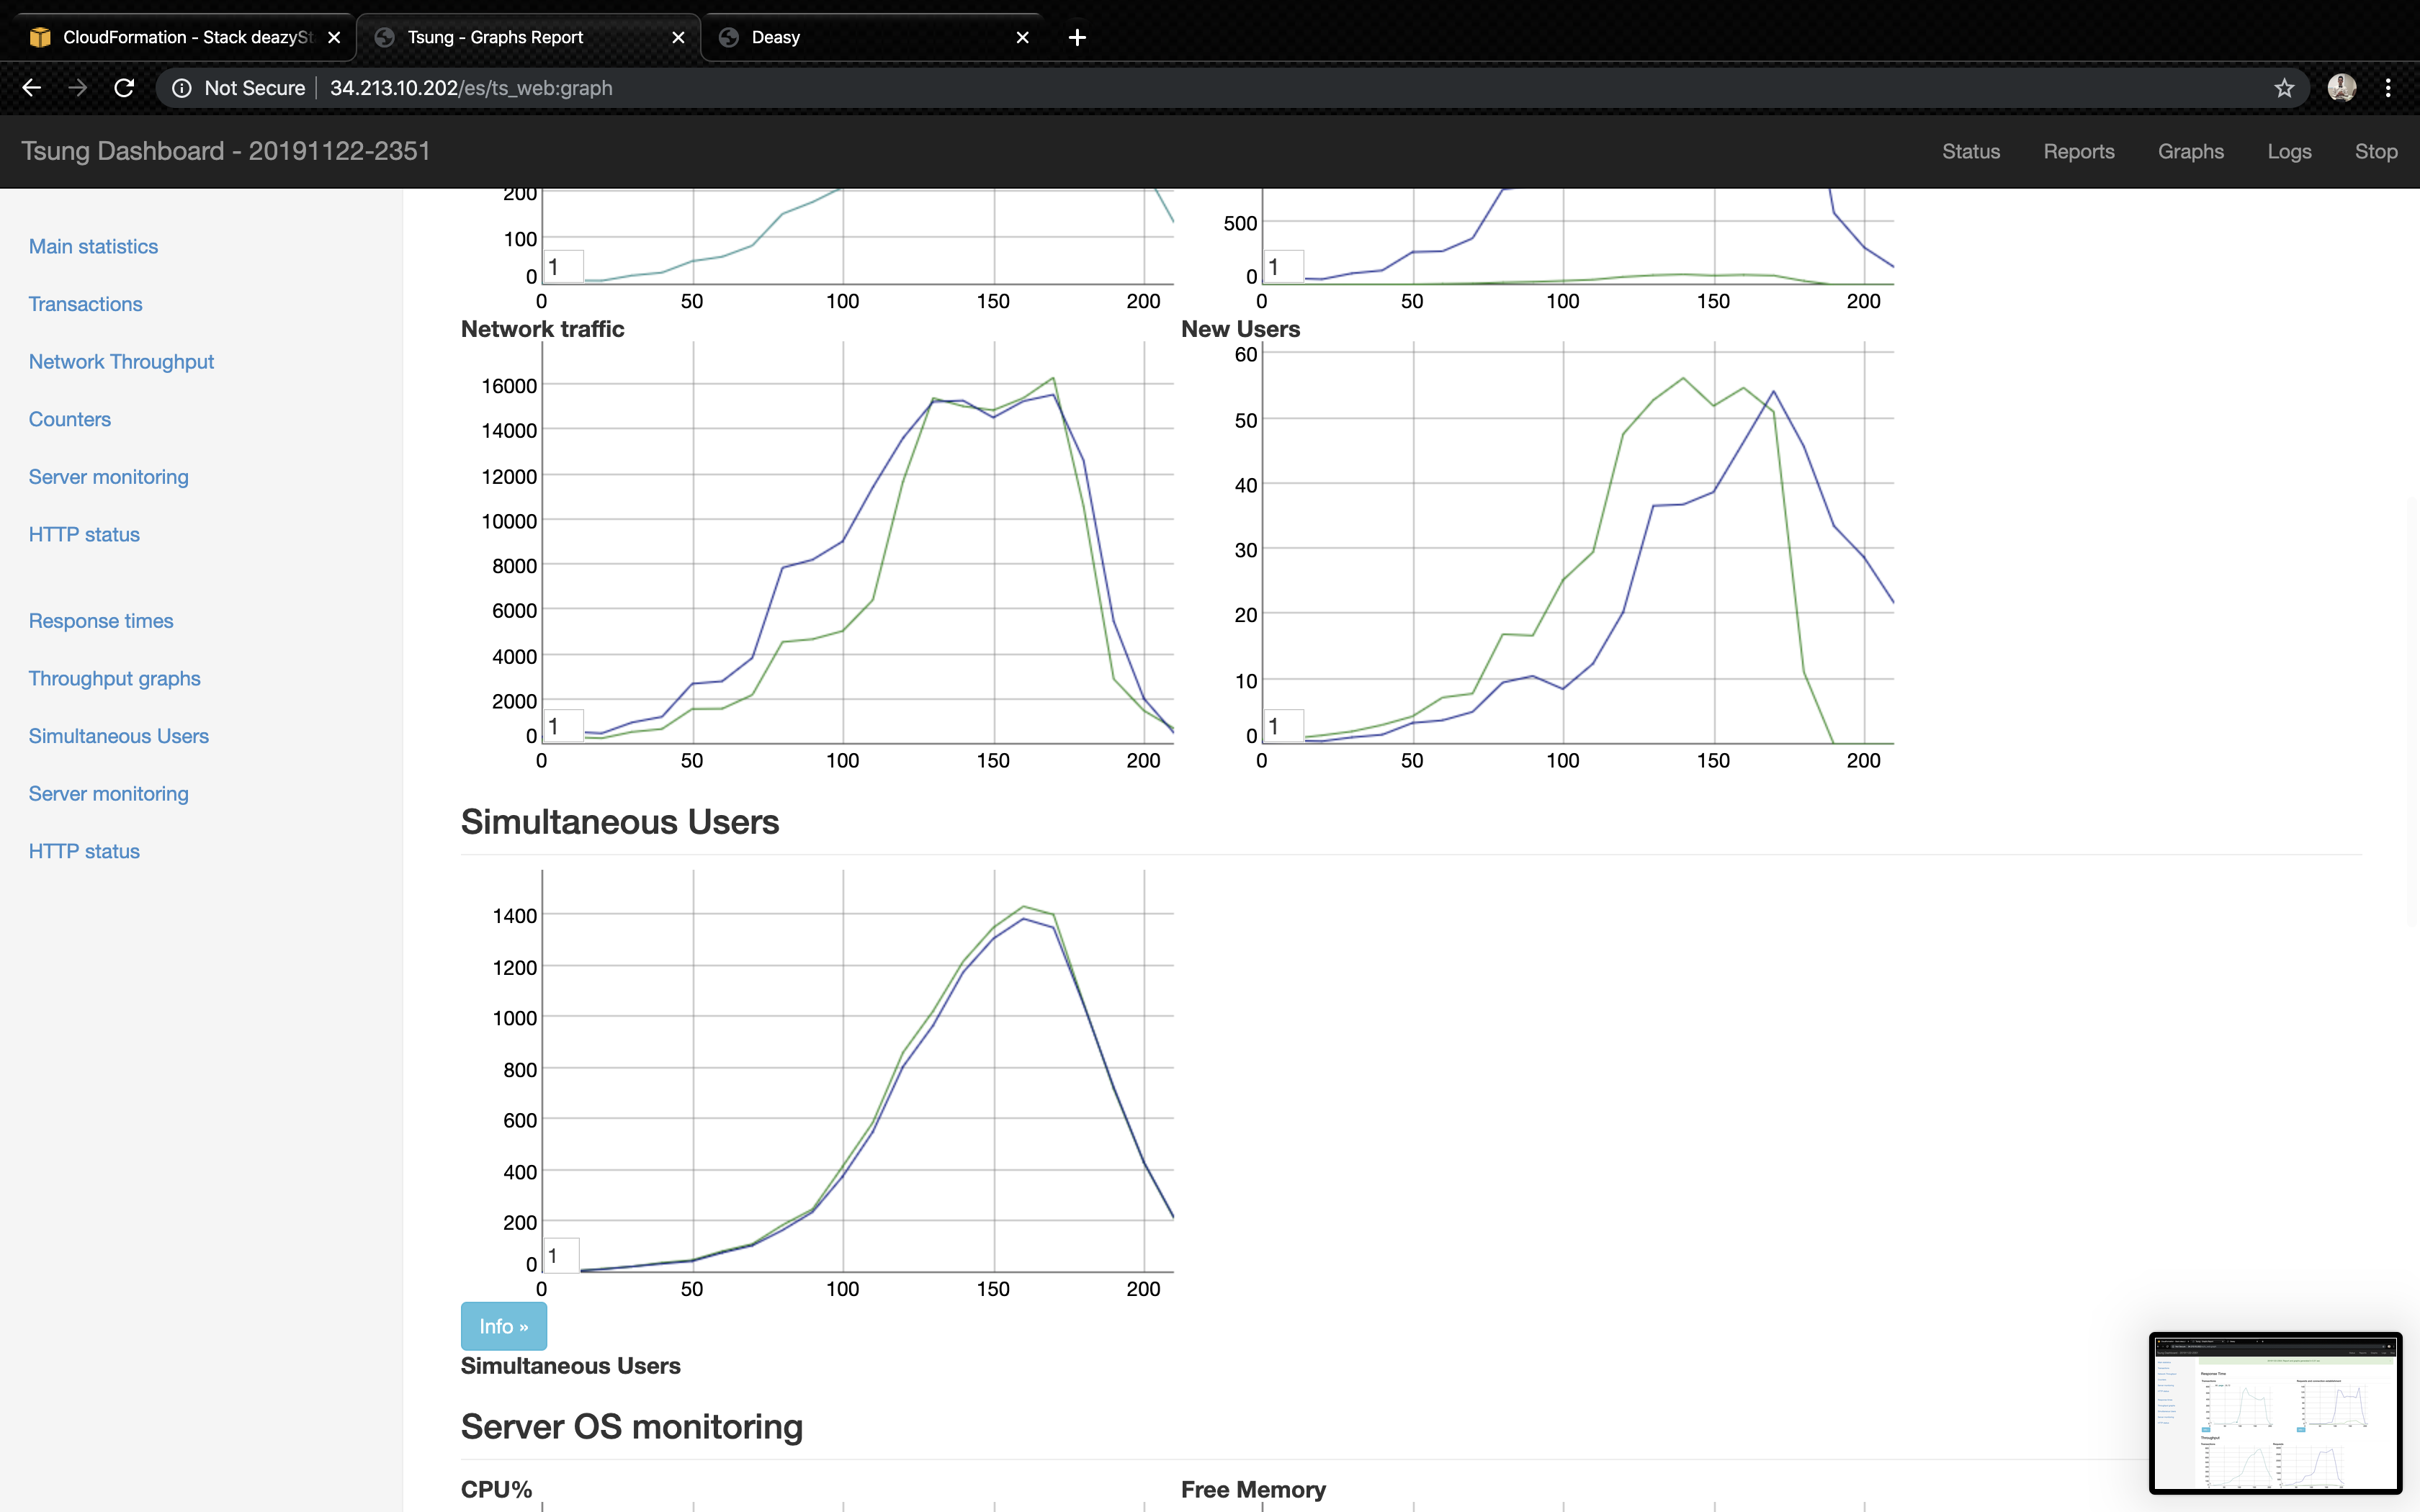 CloudFormation - Stack deazySt
Tsung - Graphs Report
Deasy
Not Secure
34.213.10.202/es/ts_web:graph
Tsung Dashboard - 20191122-2351
Status
Reports
Graphs
Logs
Stop
Main statistics
Transactions
Network Throughput
Counters
Server monitoring
HTTP status
Response times
Throughput graphs
Simultaneous Users
Server monitoring
HTTP status
200
100
0
1
0 50 100 150 200
500
0
1
0 50 100 150 200
Network traffic
16000
14000
12000
10000
8000
6000
4000
2000
0
1
0 50 100 150 200
New Users
60
50
40
30
20
10
0
1
0 50 100 150 200
Simultaneous Users
1400
1200
1000
800
600
400
200
0
1
0 50 100 150 200
Info »
Simultaneous Users
Server OS monitoring
CPU%
Free Memory